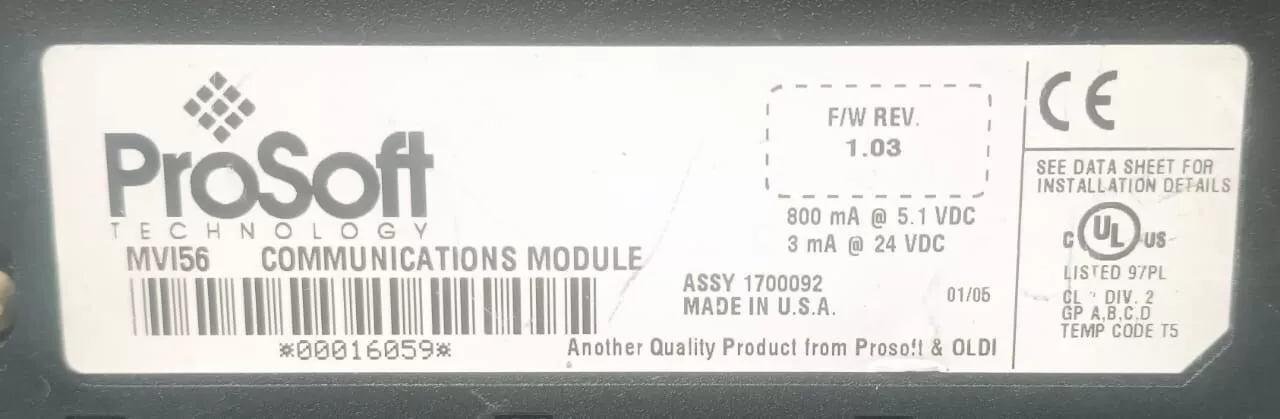 ProSoft
TECHNOLOGY
MVI56 COMMUNICATIONS MODULE
*00016059*
F/W REV.
1.03
800 mA @ 5.1 VDC
3 mA @ 24 VDC
ASSY 1700092
MADE IN U.S.A.
01/05
Another Quality Product from Prosoft & OLDI
CE
SEE DATA SHEET FOR
INSTALLATION DETAILS
C UL US
LISTED 97PL
CL DIV. 2
GP A,B,C,D
TEMP CODE T5